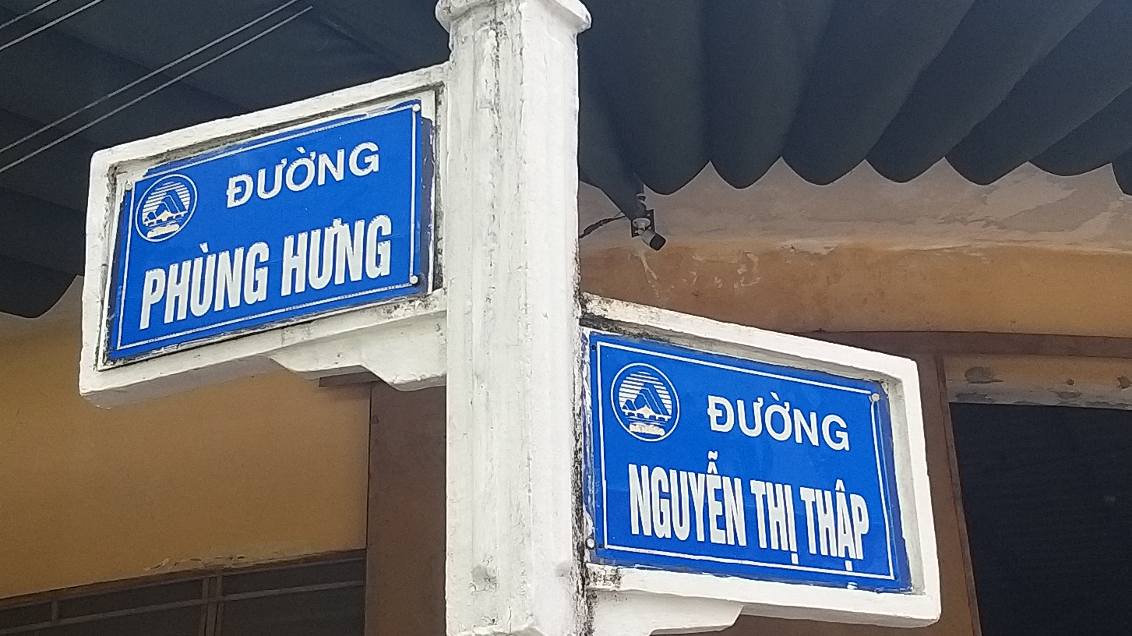 ĐƯỜNG
PHÙNG HƯNG
ĐƯỜNG
NGUYỄN THỊ THẬP